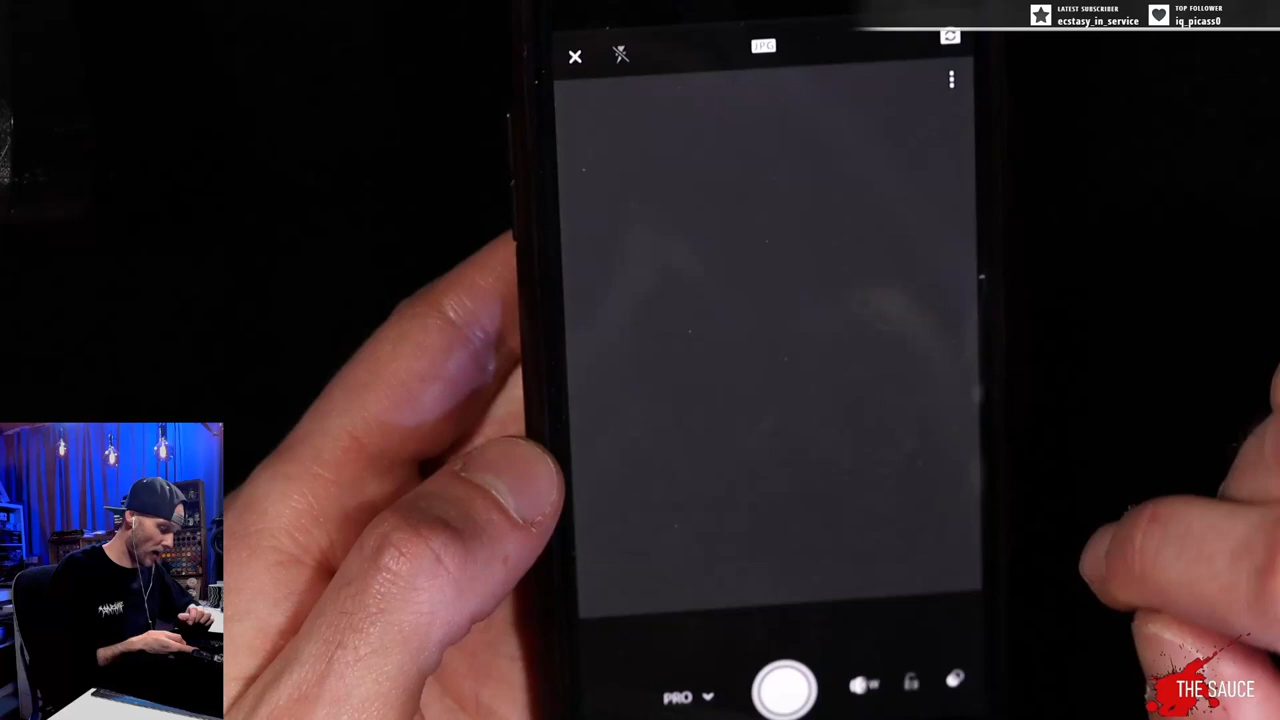 LATEST SUBSCRIBER
ecstasy_in_service
TOP FOLLOWER
iq_picass0
JPG
PRO
THE SAUCE